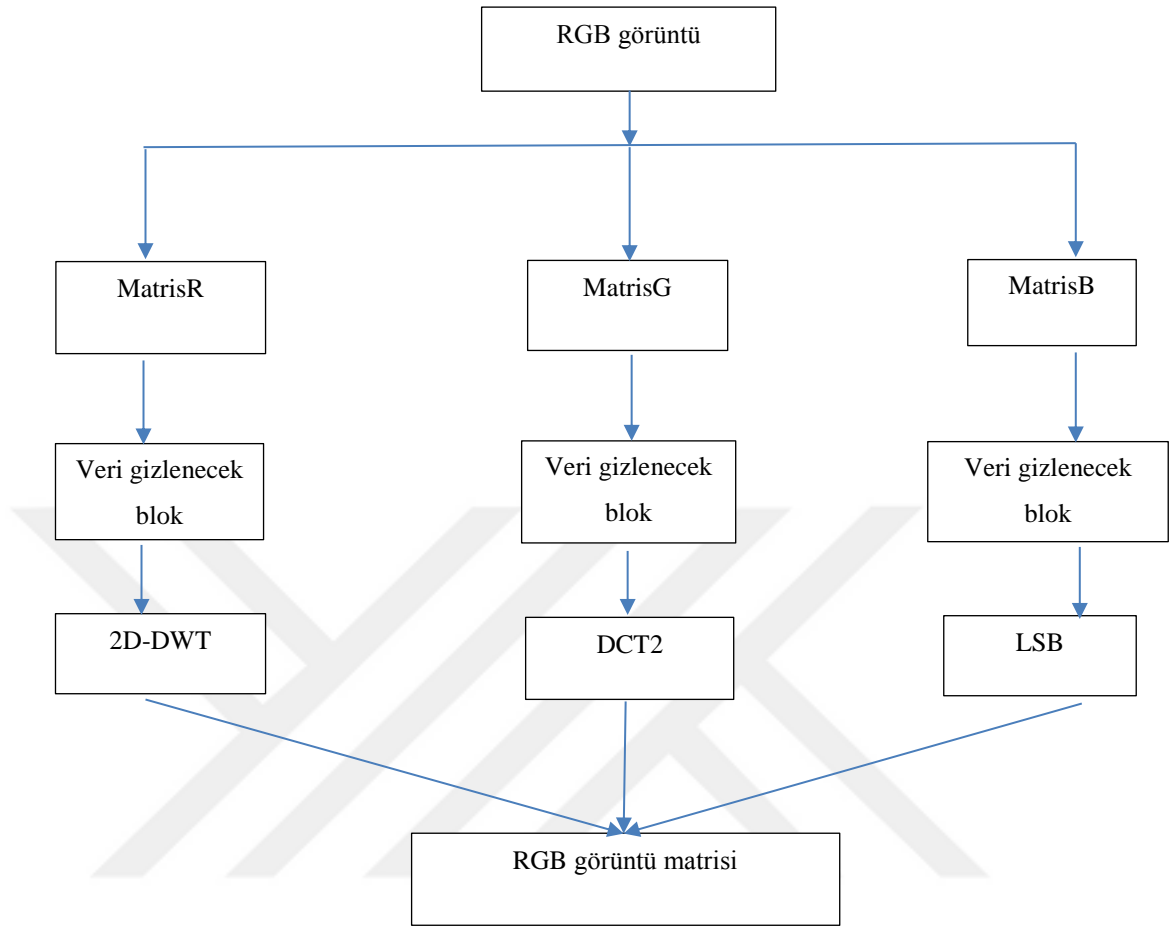 RGB görüntü
MatrisR
MatrisG
MatrisB
Veri gizlenecek
blok
Veri gizlenecek
blok
Veri gizlenecek
blok
2D-DWT
DCT2
LSB
RGB görüntü matrisi